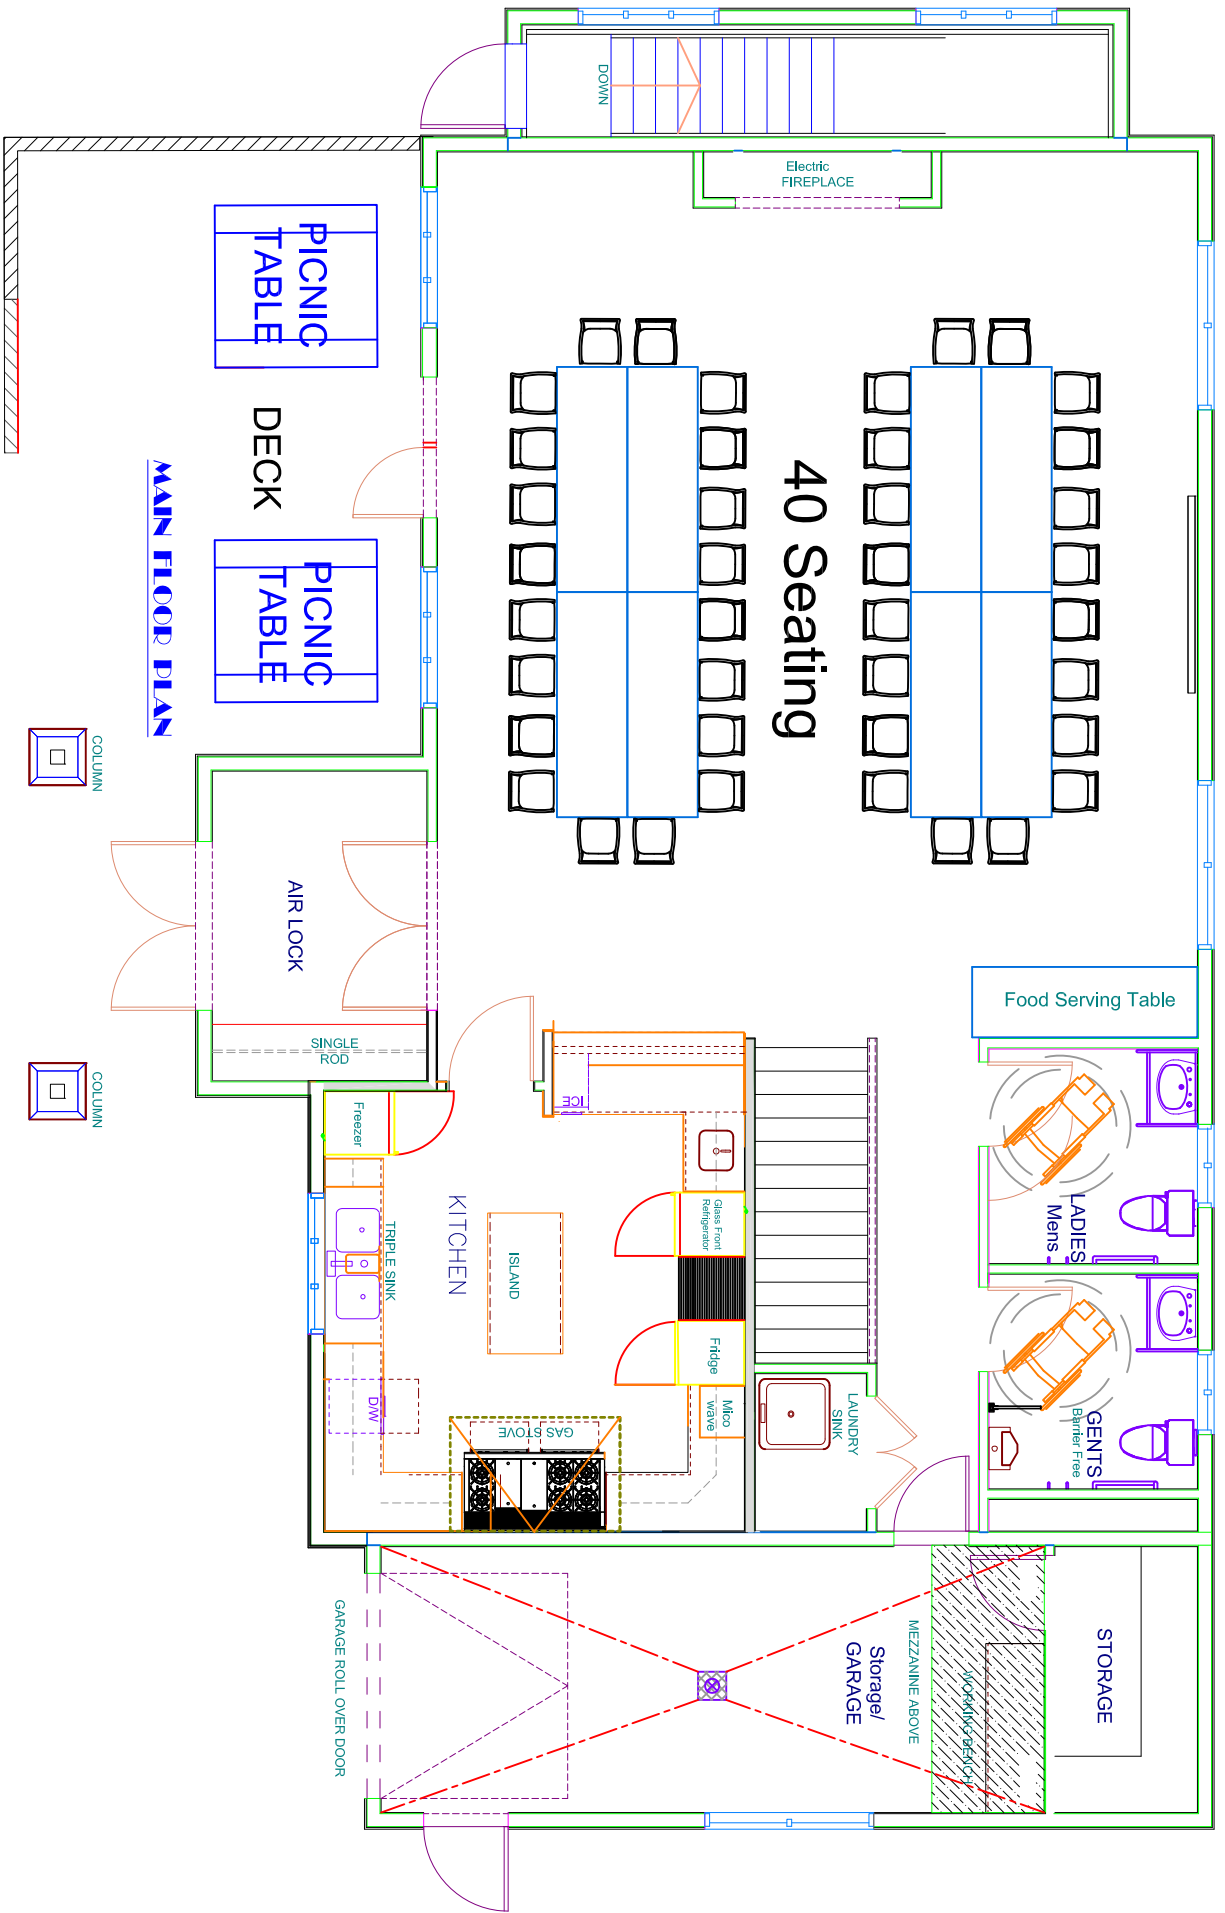 DOWN
Electric
FIREPLACE
PICNIC
TABLE
DECK
MAIN FLOOR PLAN
PICNIC
TABLE
40 Seating
COLUMN
AIR LOCK
SINGLE
ROD
COLUMN
Food Serving Table
Freezer
ICE
KITCHEN
TRIPLE SINK
ISLAND
Glass Front
Refrigerator
Fridge
Mico
wave
D/W
GAS STOVE
LAUNDRY
SINK
LADIES
Mens
GENTS
Barrier Free
GARAGE ROLL OVER DOOR
Storage/
GARAGE
MEZZANINE ABOVE
WORKING BENCH
STORAGE